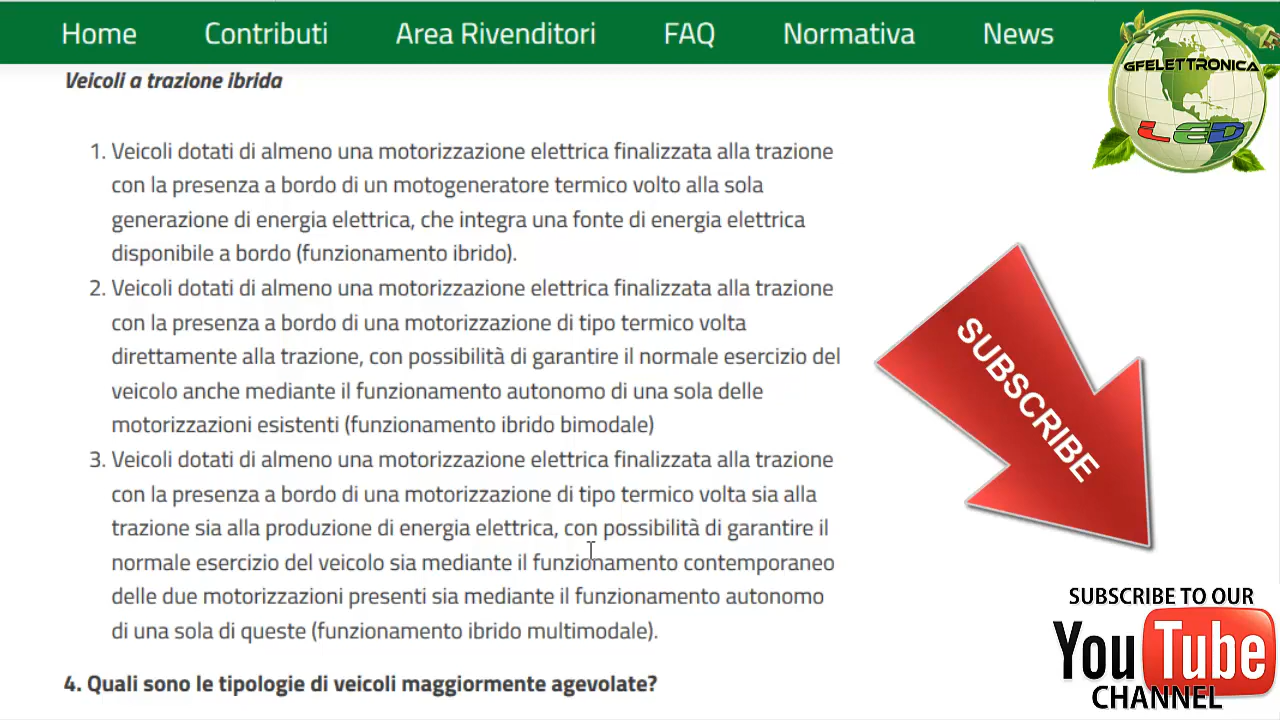 Home Contributi Area Rivenditori FAQ Normativa News
GFELETTRONICA
LED
Veicoli a trazione ibrida
1. Veicoli dotati di almeno una motorizzazione elettrica finalizzata alla trazione
con la presenza a bordo di un motogeneratore termico volto alla sola
generazione di energia elettrica, che integra una fonte di energia elettrica
disponibile a bordo (funzionamento ibrido).
2. Veicoli dotati di almeno una motorizzazione elettrica finalizzata alla trazione
con la presenza a bordo di una motorizzazione di tipo termico volta
direttamente alla trazione, con possibilità di garantire il normale esercizio del
veicolo anche mediante il funzionamento autonomo di una sola delle
motorizzazioni esistenti (funzionamento ibrido bimodale)
3. Veicoli dotati di almeno una motorizzazione elettrica finalizzata alla trazione
con la presenza a bordo di una motorizzazione di tipo termico volta sia alla
trazione sia alla produzione di energia elettrica, con possibilità di garantire il
normale esercizio del veicolo sia mediante il funzionamento contemporaneo
delle due motorizzazioni presenti sia mediante il funzionamento autonomo
di una sola di queste (funzionamento ibrido multimodale).
4. Quali sono le tipologie di veicoli maggiormente agevolate?
SUBSCRIBE
SUBSCRIBE TO OUR
YouTube
CHANNEL